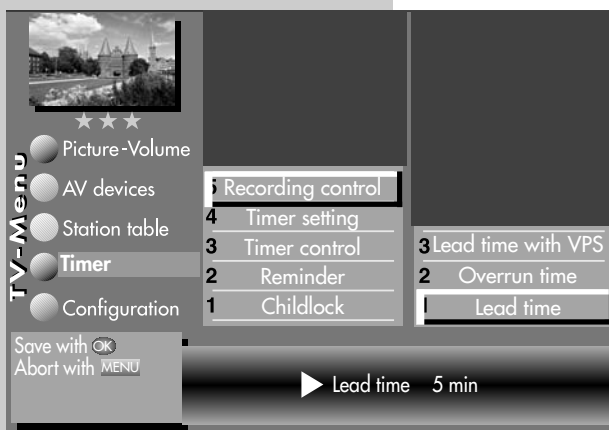 TV-Menu
Picture-Volume
AV devices
Station table
Timer
Configuration
5 Recording control
4 Timer setting
3 Timer control
2 Reminder
1 Childlock
3 Lead time with VPS
2 Overrun time
1 Lead time
Save with OK
Abort with MENU
Lead time 5 min